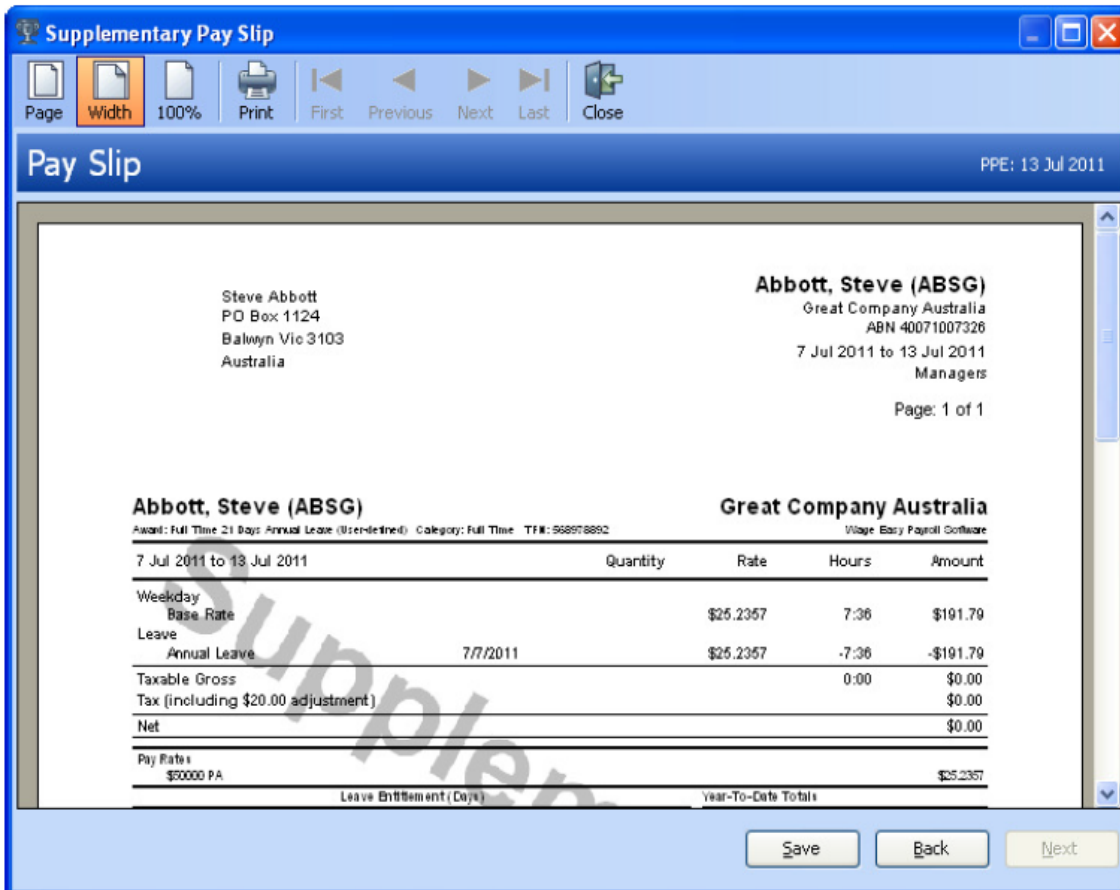 Supplementary Pay Slip
Page Width 100% Print First Previous Next Last Close
Pay Slip PPE: 13 Jul 2011
Steve Abbott
PO Box 1124
Balwyn Vic 3103
Australia
Abbott, Steve (ABSG)
Great Company Australia
ABN 40071007326
7 Jul 2011 to 13 Jul 2011
Managers
Page: 1 of 1
Abbott, Steve (ABSG) Great Company Australia
Award: Full Time 21 Days Annual Leave (User-defined) Category: Full Time TFN: 568978892 Wage Easy Payroll Software
7 Jul 2011 to 13 Jul 2011 Quantity Rate Hours Amount
Weekday
Base Rate $25.2357 7:36 $191.79
Leave
Annual Leave 7/7/2011 $25.2357 -7:36 -$191.79
Taxable Gross 0:00 $0.00
Tax (including $20.00 adjustment) $0.00
Net $0.00
Pay Rates
$50000 PA $25.2357
Leave Entitlement (Days) Year-To-Date Totals
Supplem
Save Back Next